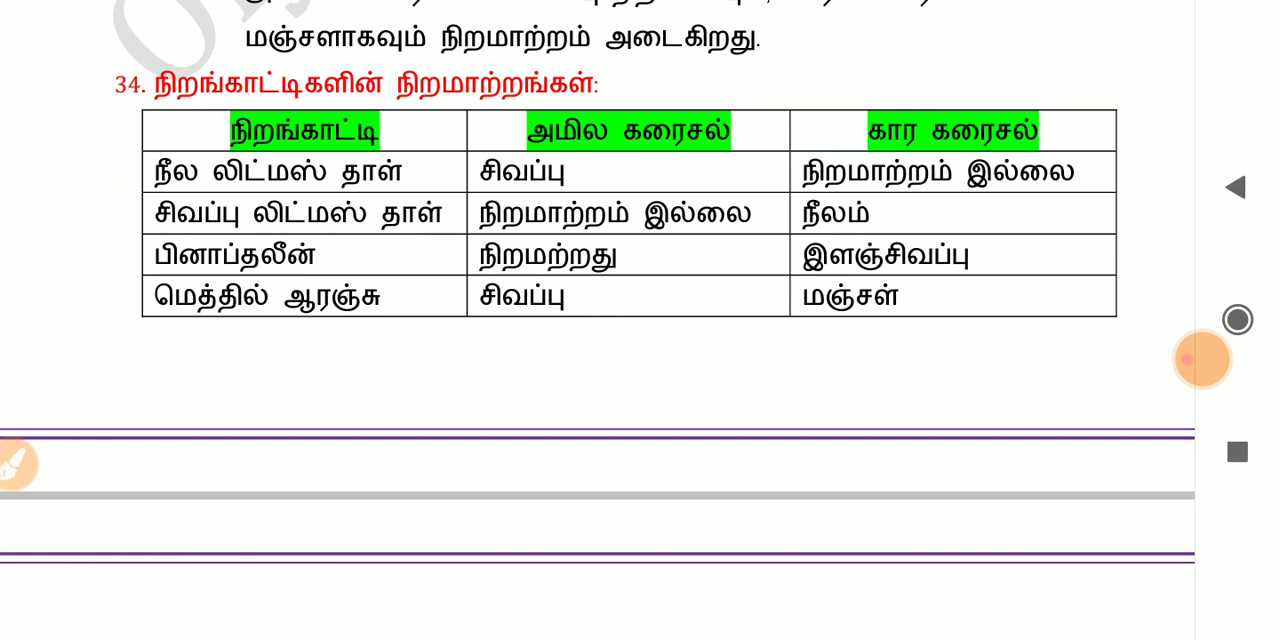 மஞ்சளாகவும் நிறமாற்றம் அடைகிறது.
34. நிறங்காட்டிகளின் நிறமாற்றங்கள்:
நிறங்காட்டி அமில கரைசல் கார கரைசல்
நீல லிட்மஸ் தாள் சிவப்பு நிறமாற்றம் இல்லை
சிவப்பு லிட்மஸ் தாள் நிறமாற்றம் இல்லை நீலம்
பினாப்தலீன் நிறமற்றது இளஞ்சிவப்பு
மெத்தில் ஆரஞ்சு சிவப்பு மஞ்சள்